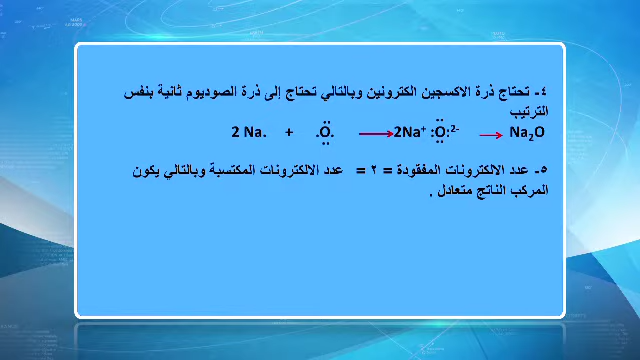 ٤- تحتاج ذرة الاكسجين الكترونين وبالتالي تحتاج إلى ذرة الصوديوم ثانية بنفس
الترتيب
2 Na. + .Ö. → 2Na⁺ :Ö:²⁻ → Na₂O
٥- عدد الالكترونات المفقودة = ٢ = عدد الالكترونات المكتسبة وبالتالي يكون
المركب الناتج متعادل .